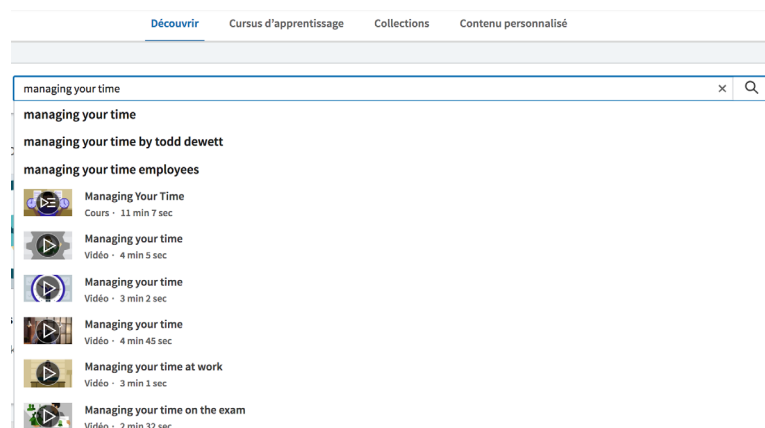 Découvrir Cursus d'apprentissage Collections Contenu personnalisé
managing your time
managing your time
managing your time by todd dewett
managing your time employees
Managing Your Time
Cours · 11 min 7 sec
Managing your time
Vidéo · 4 min 5 sec
Managing your time
Vidéo · 3 min 2 sec
Managing your time
Vidéo · 4 min 45 sec
Managing your time at work
Vidéo · 3 min 1 sec
Managing your time on the exam
Vidéo · 2 min 32 sec